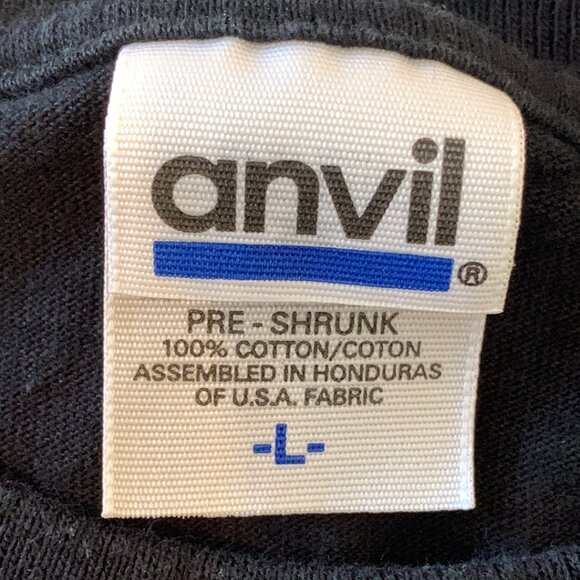 anvil®
PRE - SHRUNK
100% COTTON/COTON
ASSEMBLED IN HONDURAS
OF U.S.A. FABRIC
-L-